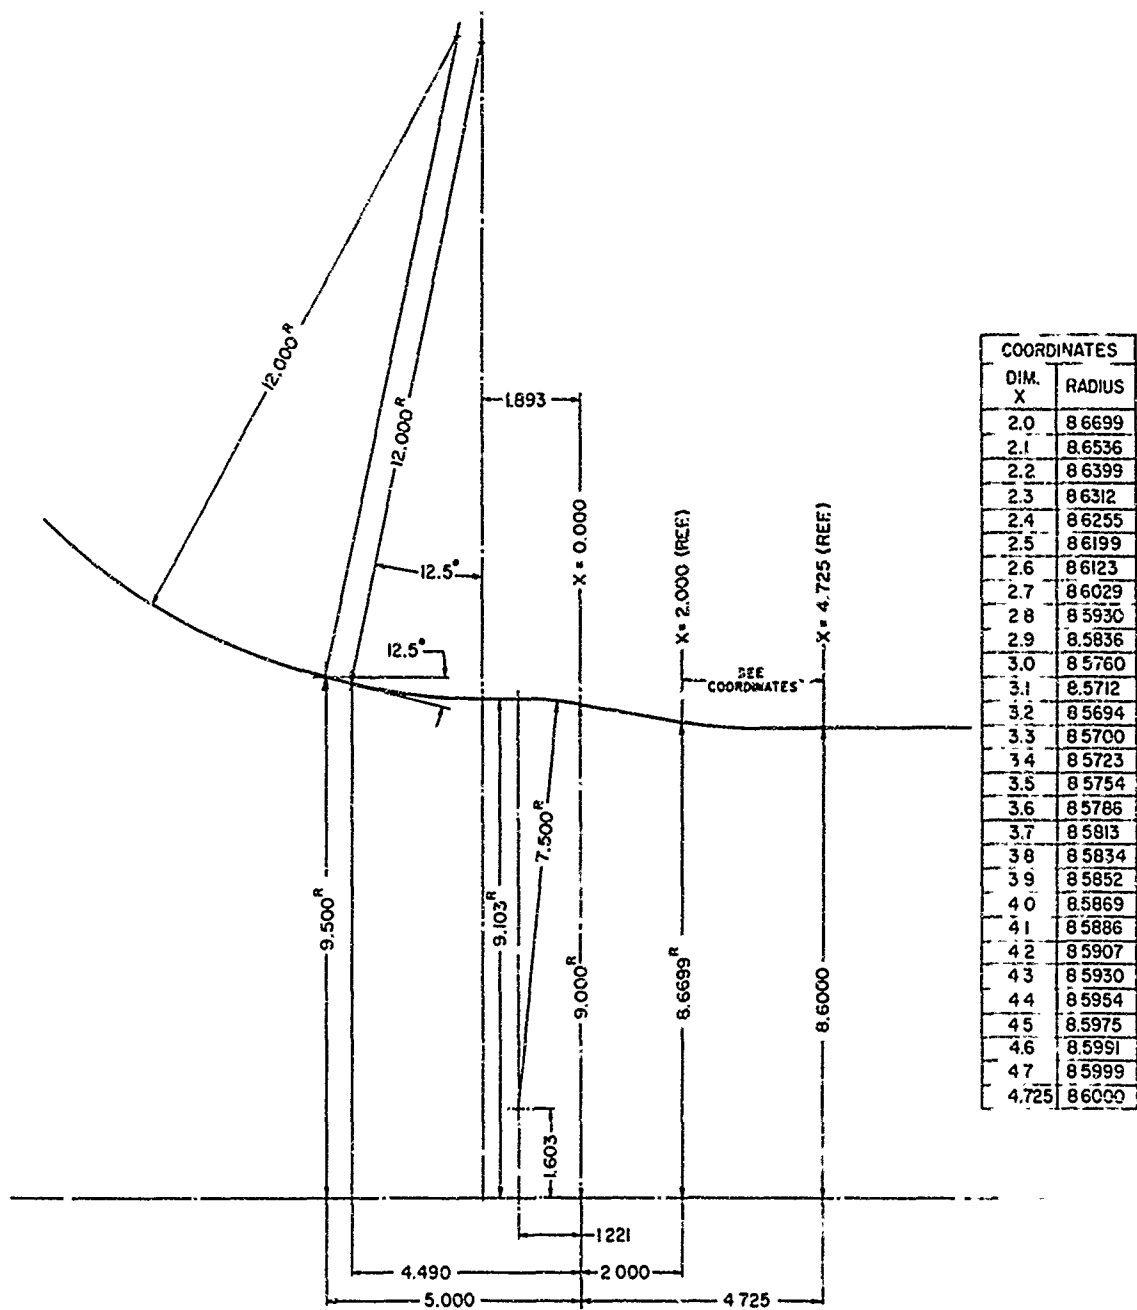 12.000R
12.000R
1.893
12.5°
12.5°
X = 0.000
X = 2.000 (REF.)
X = 4.725 (REF.)
SEE
COORDINATES
7.500R
9.500R
9.103R
9.000R
8.6699R
8.6000
1.603
1.221
4.490
2 000
5.000
4 725
COORDINATES
DIM. X RADIUS
2.0 8 6699
2.1 8.6536
2.2 8.6399
2.3 8 6312
2.4 8 6255
2.5 8 6199
2.6 8 6123
2.7 8 6029
2 8 8 5930
2.9 8.5836
3.0 8 5760
3.1 8.5712
3.2 8 5694
3.3 8 5700
3 4 8 5723
3.5 8 5754
3.6 8 5786
3.7 8 5813
3 8 8 5834
3 9 8 5852
4 0 8.5869
4 1 8 5886
4 2 8 5907
4 3 8 5930
4 4 8 5954
4 5 8.5975
4.6 8.5991
4 7 8 5999
4.725 8 6000